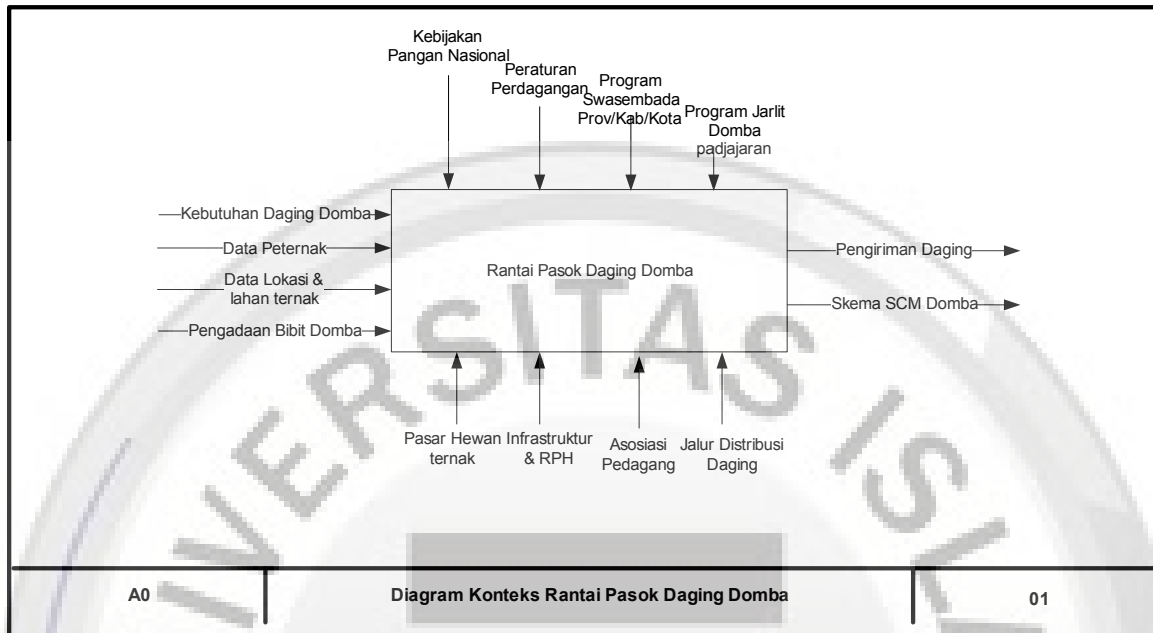 Kebijakan
Pangan Nasional
Peraturan
Perdagangan
Program
Swasembada
Prov/Kab/Kota
Program Jarlit
Domba
padjajaran
Kebutuhan Daging Domba
Data Peternak
Data Lokasi &
lahan ternak
Pengadaan Bibit Domba
Rantai Pasok Daging Domba
Pengiriman Daging
Skema SCM Domba
Pasar Hewan
ternak
Infrastruktur
& RPH
Asosiasi
Pedagang
Jalur Distribusi
Daging
IVERSITAS ISL
A0
Diagram Konteks Rantai Pasok Daging Domba
01